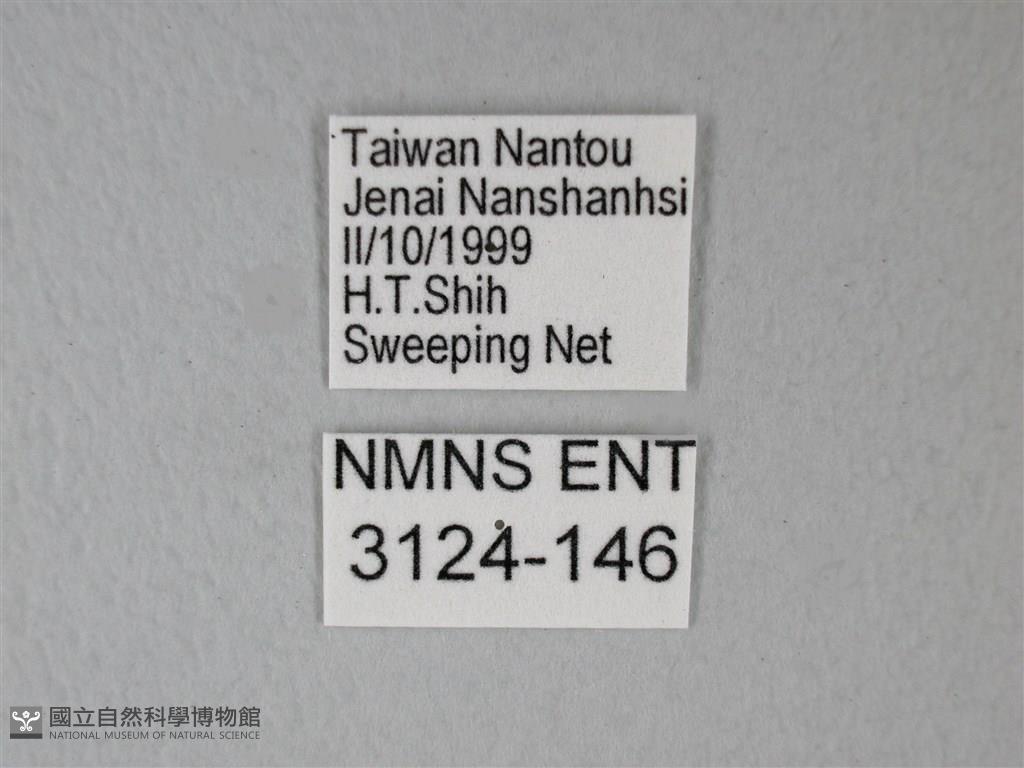 Taiwan Nantou
Jenai Nanshanhsi
II/10/1999
H.T.Shih
Sweeping Net
NMNS ENT
3124-146
國立自然科學博物館
NATIONAL MUSEUM OF NATURAL SCIENCE